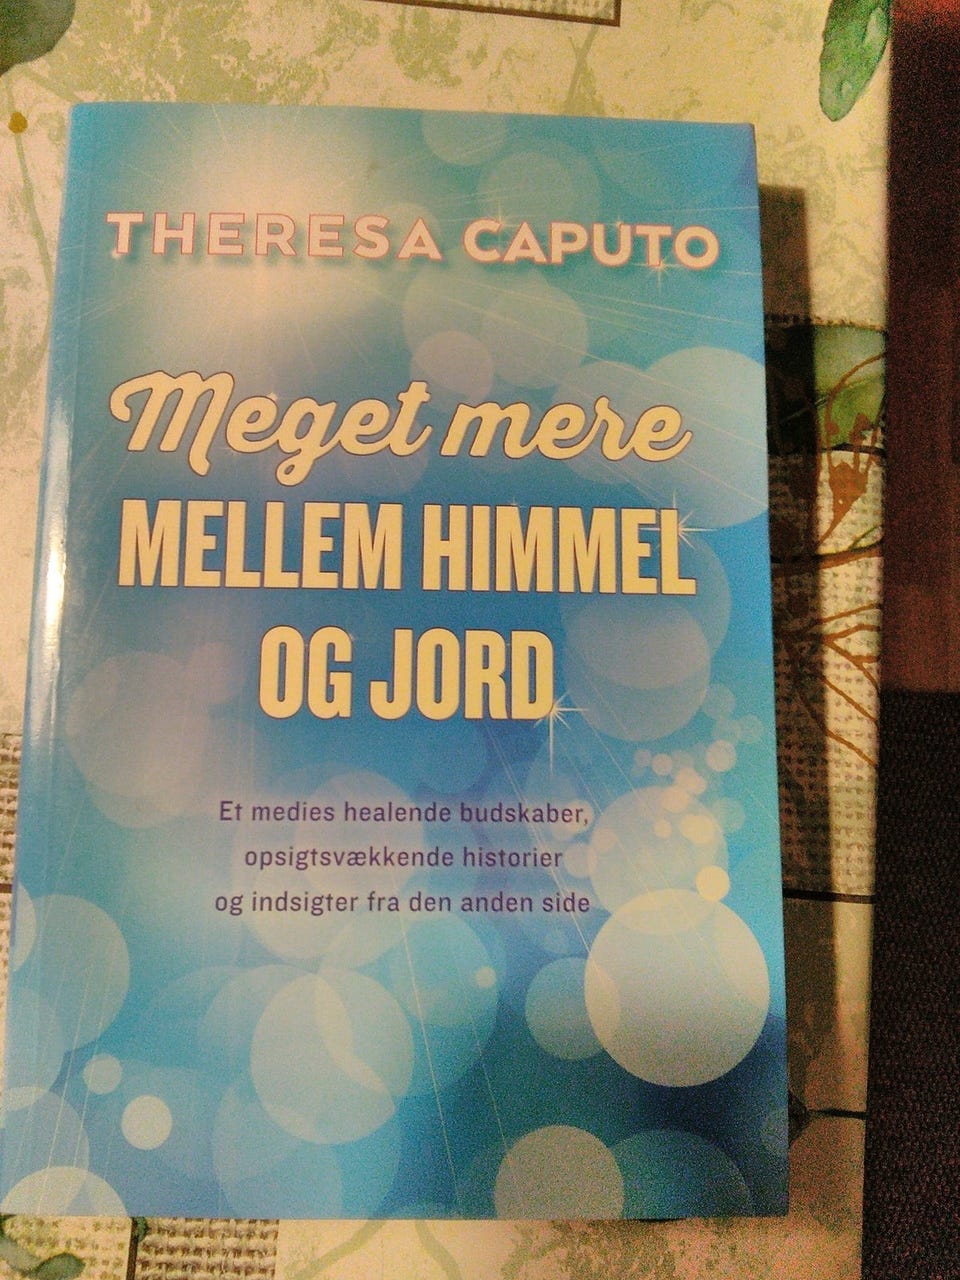 THERESA CAPUTO
Meget mere
MELLEM HIMMEL
OG JORD
Et medies healende budskaber,
opsigtsvækkende historier
og indsigter fra den anden side